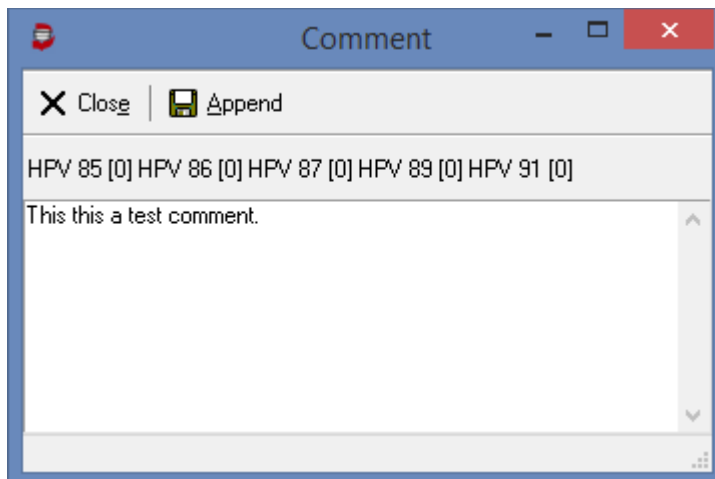 Comment
Close Append
HPV 85 [0] HPV 86 [0] HPV 87 [0] HPV 89 [0] HPV 91 [0]
This this a test comment.